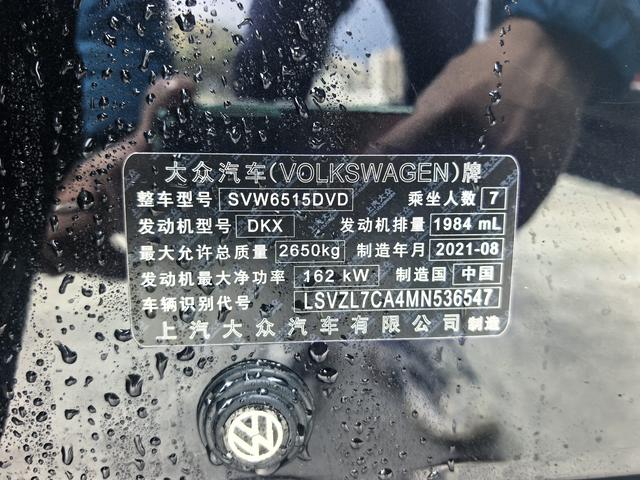 大众汽车(VOLKSWAGEN)牌
整车型号 SVW6515DVD 乘坐人数 7
发动机型号 DKX 发动机排量 1984 mL
最大允许总质量 2650kg 制造年月 2021-08
发动机最大净功率 162 kW 制造国 中国
车辆识别代号 LSVZL7CA4MN536547
上汽大众汽车有限公司 制造